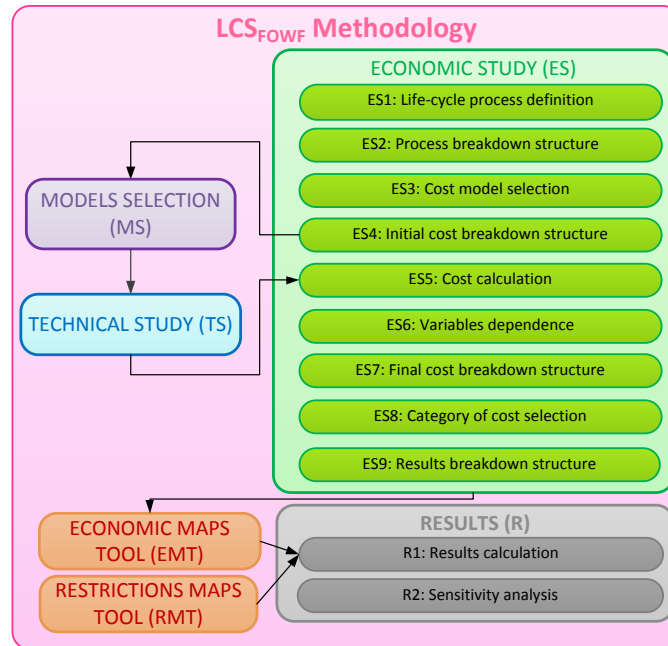 LCS_FOWF Methodology
ECONOMIC STUDY (ES)
ES1: Life-cycle process definition
ES2: Process breakdown structure
ES3: Cost model selection
ES4: Initial cost breakdown structure
ES5: Cost calculation
ES6: Variables dependence
ES7: Final cost breakdown structure
ES8: Category of cost selection
ES9: Results breakdown structure
MODELS SELECTION
(MS)
TECHNICAL STUDY (TS)
ECONOMIC MAPS
TOOL (EMT)
RESTRICTIONS MAPS
TOOL (RMT)
RESULTS (R)
R1: Results calculation
R2: Sensitivity analysis